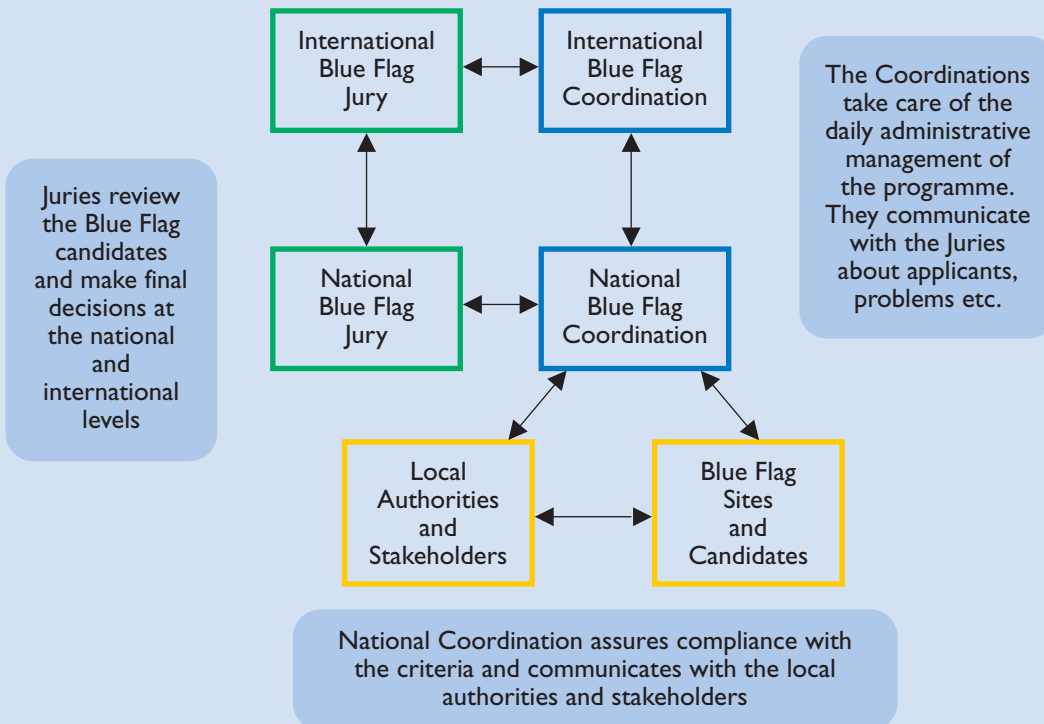 International
Blue Flag
Jury
International
Blue Flag
Coordination
The Coordinations
take care of the
daily administrative
management of
the programme.
They communicate
with the Juries
about applicants,
problems etc.
Juries review
the Blue Flag
candidates
and make final
decisions at
the national
and
international
levels
National
Blue Flag
Jury
National
Blue Flag
Coordination
Local
Authorities
and
Stakeholders
Blue Flag
Sites
and
Candidates
National Coordination assures compliance with
the criteria and communicates with the local
authorities and stakeholders